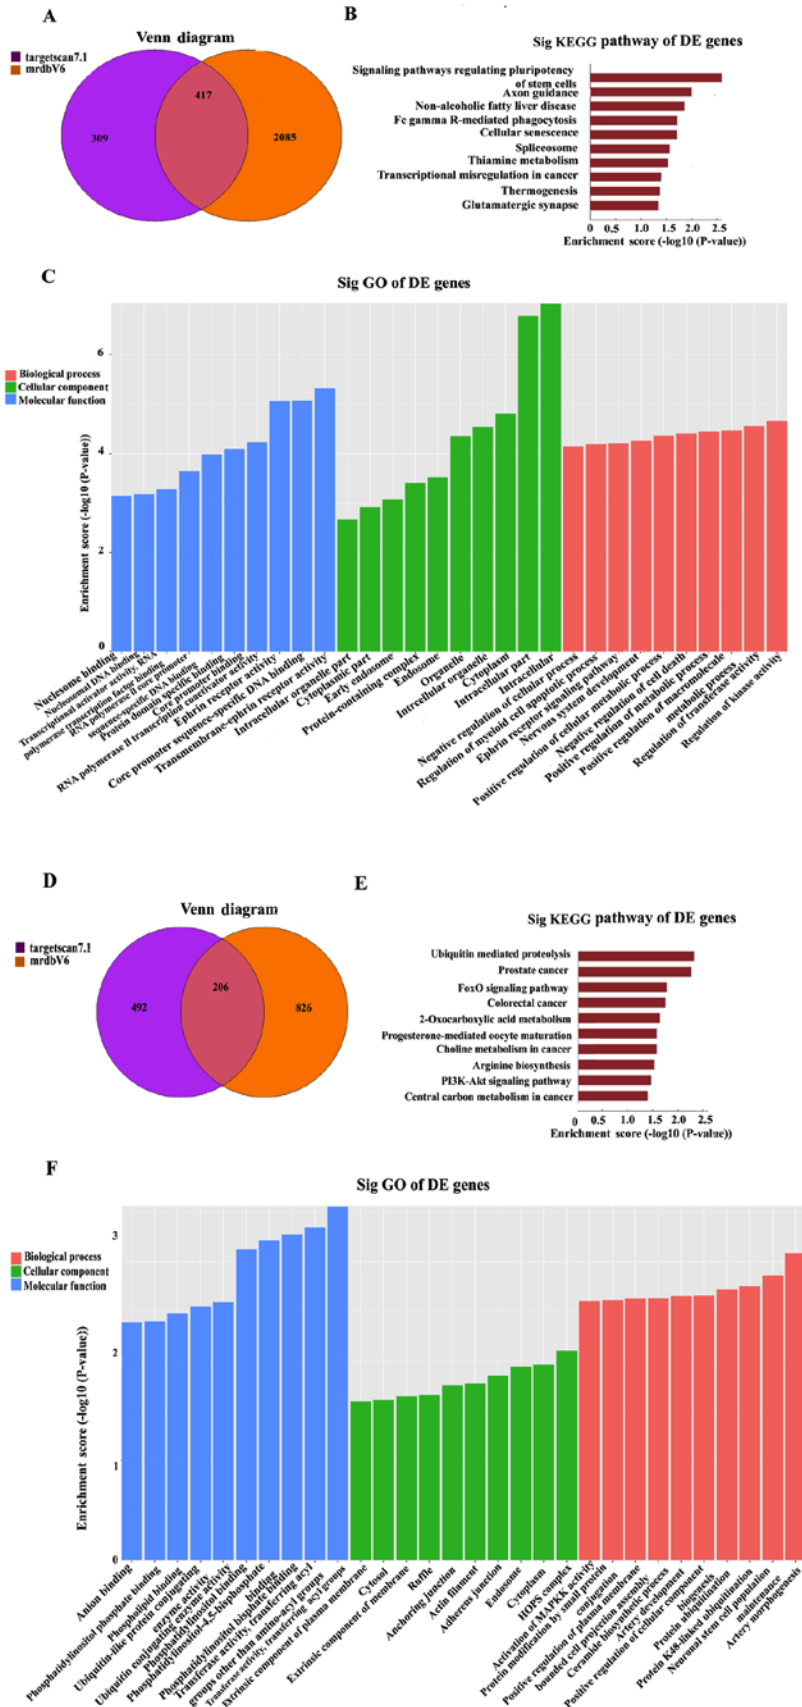 A
Venn diagram
targetscan7.1
mrdbV6
309
417
2085
B
Sig KEGG pathway of DE genes
Signaling pathways regulating pluripotency
of stem cells
Axon guidance
Non-alcoholic fatty liver disease
Fc gamma R-mediated phagocytosis
Cellular senescence
Spliceosome
Thiamine metabolism
Transcriptional misregulation in cancer
Thermogenesis
Glutamatergic synapse
0 0.5 1.0 1.5 2.0 2.5
Enrichment score (-log10 (P-value))
C
Sig GO of DE genes
Biological process
Cellular component
Molecular function
Enrichment score (-log10 (P-value))
6
4
2
0
Nuclesome binding
Nucleosomal DNA binding
Transcriptional activator activity, RNA
polymerase transcription factor binding
RNA polymerase II core promoter
sequence-specific DNA binding
Protein domain specific binding
Core promoter binding
RNA polymerase II transcription coactivator activity
Ephrin receptor activity
Core promoter sequence-specific DNA binding
Transmembrane-ephrin receptor activity
Intracellular organelle part
Cytoplasmic part
Early endosome
Protein-containing complex
Endosome
Organelle
Intrcellular organelle
Cytoplasm
Intracellular part
Intracellular
Negative regulation of cellular process
Regulation of myeloid cell apoptotic process
Ephrin receptor signaling pathway
Nervous system development
Positive regulation of cellular metabolic process
Negative regulation of cell death
Positive regulation of metabolic process
Positive regulation of macromolecule
metabolic process
Regulation of transferase activity
Regulation of kinase activity
D
Venn diagram
targetscan7.1
mrdbV6
492
206
826
E
Sig KEGG pathway of DE genes
Ubiquitin mediated proteolysis
Prostate cancer
FoxO signaling pathway
Colorectal cancer
2-Oxocarboxylic acid metabolism
Progesterone-mediated oocyte maturation
Choline metabolism in cancer
Arginine biosynthesis
PI3K-Akt signaling pathway
Central carbon metabolism in cancer
0 0.5 1.0 1.5 2.0 2.5
Enrichment score (-log10 (P-value))
F
Sig GO of DE genes
Biological process
Cellular component
Molecular function
Enrichment score (-log10 (P-value))
3
2
1
0
Anion binding
Phosphatidylinositol phosphate binding
Phospholipid binding
Ubiquitin-like protein conjugating
enzyme activity
Ubiquitin conjugating enzyme activity
Phosphatidylinositol binding
Phosphatidylinositol-4,5-bisphosphate
binding
Phosphatidylinositol bisphosphate binding
Transferase activity, transferring acyl
groups other than amino-acyl groups
Transferase activity, transferring acyl groups
Extrinsic component of plasma membrane
Cytosol
Extrinsic component of membrane
Ruffle
Anchoring junction
Actin filament
Adherens junction
Endosome
Cytoplasm
HOPS complex
Activation of MAPKK activity
Protein modification by small protein
conjugation
Positive regulation of plasma membrane
bounded cell projection assembly
Ceramide biosynthetic process
Artery development
Positive regulation of cellular component
biogenesis
Protein ubiquitination
Protein K48-linked ubiquitination
Neuronal stem cell population
maintenance
Artery morphogenesis